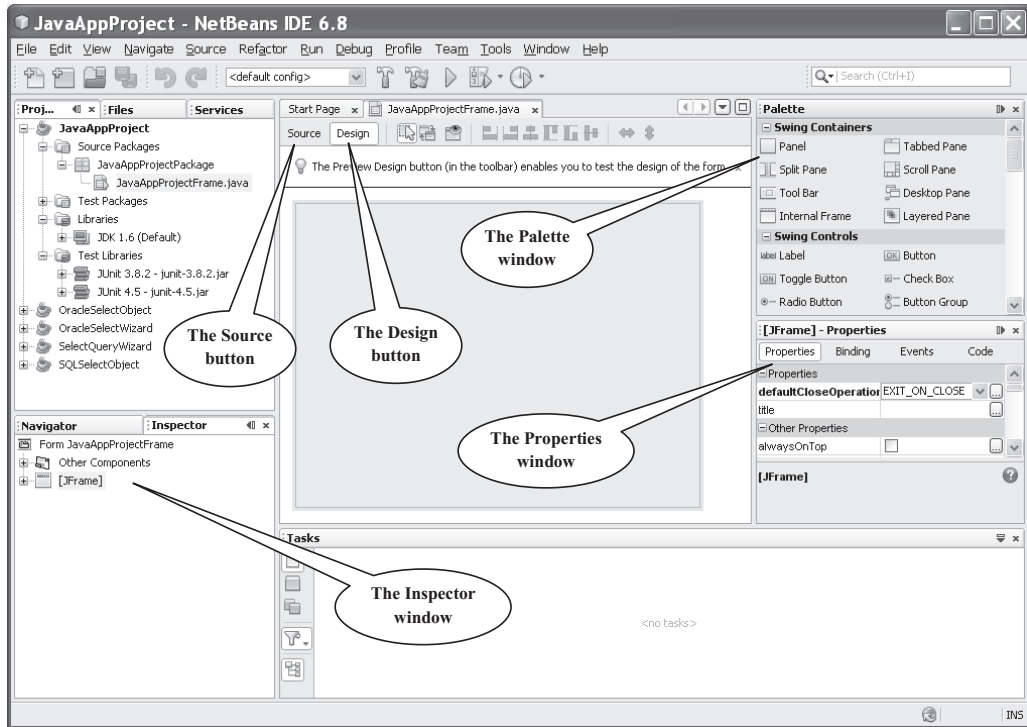 JavaAppProject - NetBeans IDE 6.8
File Edit View Navigate Source Refactor Run Debug Profile Team Tools Window Help
<default config>
Search (Ctrl+I)
Proj... Files Services
JavaAppProject
Source Packages
JavaAppProjectPackage
JavaAppProjectFrame.java
Test Packages
Libraries
JDK 1.6 (Default)
Test Libraries
JUnit 3.8.2 - junit-3.8.2.jar
JUnit 4.5 - junit-4.5.jar
OracleSelectObject
OracleSelectWizard
SelectQueryWizard
SQLSelectObject
Start Page JavaAppProjectFrame.java
Source Design
The Preview Design button (in the toolbar) enables you to test the design of the form.
The Source
button
The Design
button
The Palette
window
The Properties
window
The Inspector
window
Palette
Swing Containers
Panel Tabbed Pane
Split Pane Scroll Pane
Tool Bar Desktop Pane
Internal Frame Layered Pane
Swing Controls
label Label OK Button
ON Toggle Button Check Box
Radio Button Button Group
[JFrame] - Properties
Properties Binding Events Code
Properties
defaultCloseOperation EXIT_ON_CLOSE ...
title ...
Other Properties
alwaysOnTop ...
[JFrame]
Navigator Inspector
Form JavaAppProjectFrame
Other Components
[JFrame]
Tasks
<no tasks>
INS